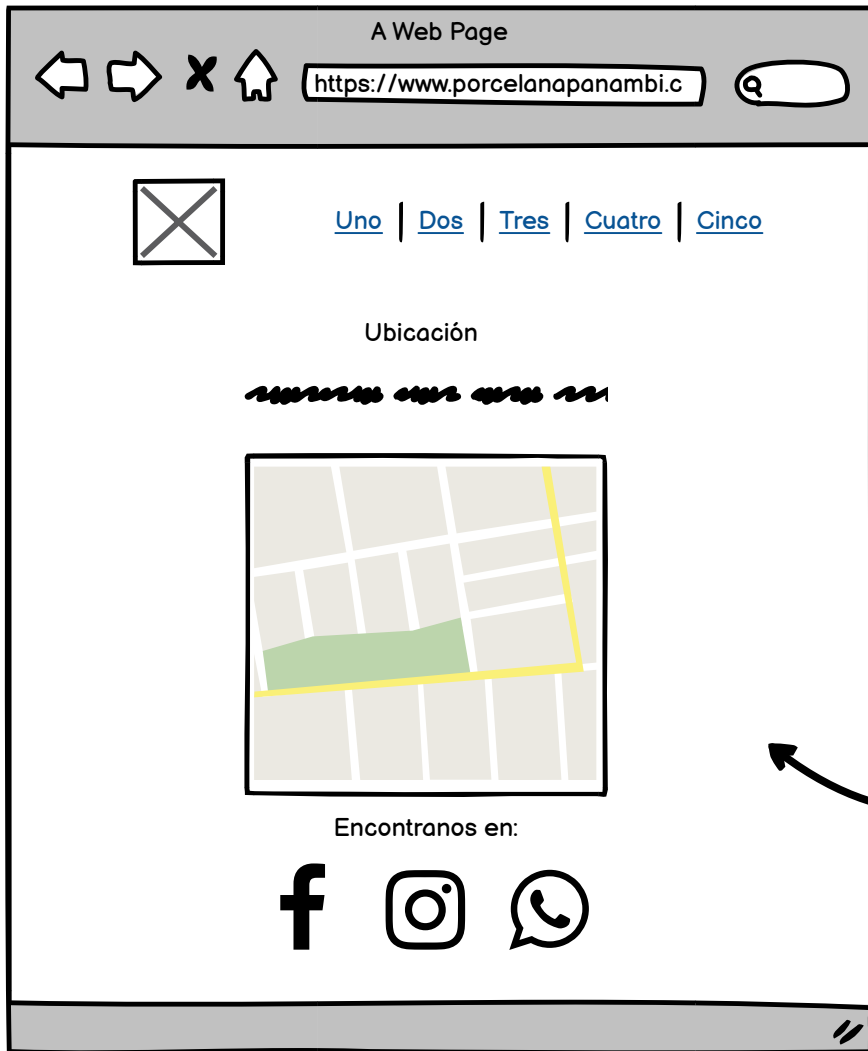 A Web Page
https://www.porcelanapanambi.c
Uno | Dos | Tres | Cuatro | Cinco
Ubicación
Encontranos en: